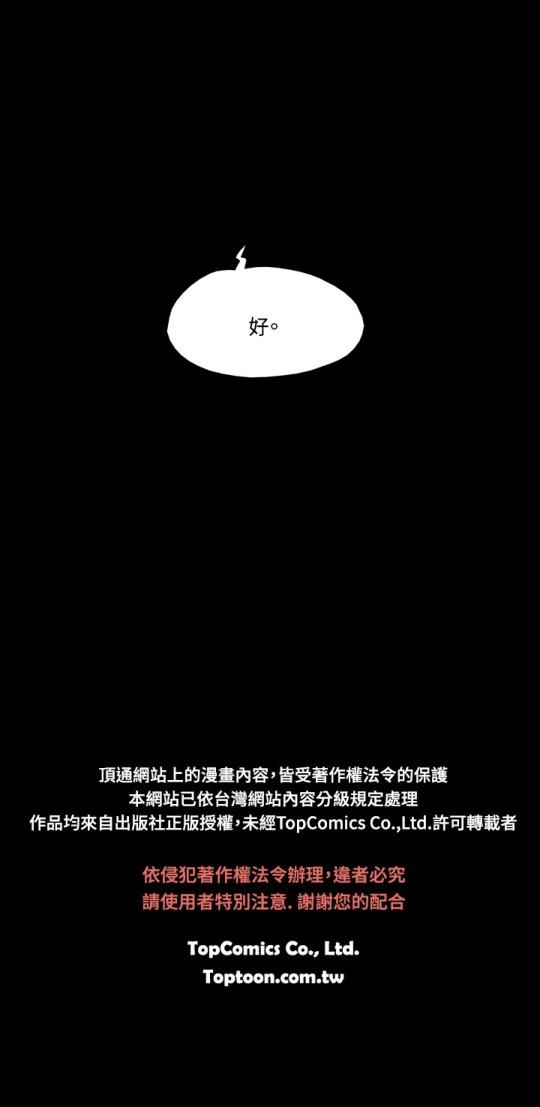 好。
頂通網站上的漫畫內容,皆受著作權法令的保護
本網站已依台灣網站內容分級規定處理
作品均來自出版社正版授權,未經TopComics Co.,Ltd.許可轉載者
依侵犯著作權法令辦理,違者必究
請使用者特別注意. 謝謝您的配合
TopComics Co., Ltd.
Toptoon.com.tw